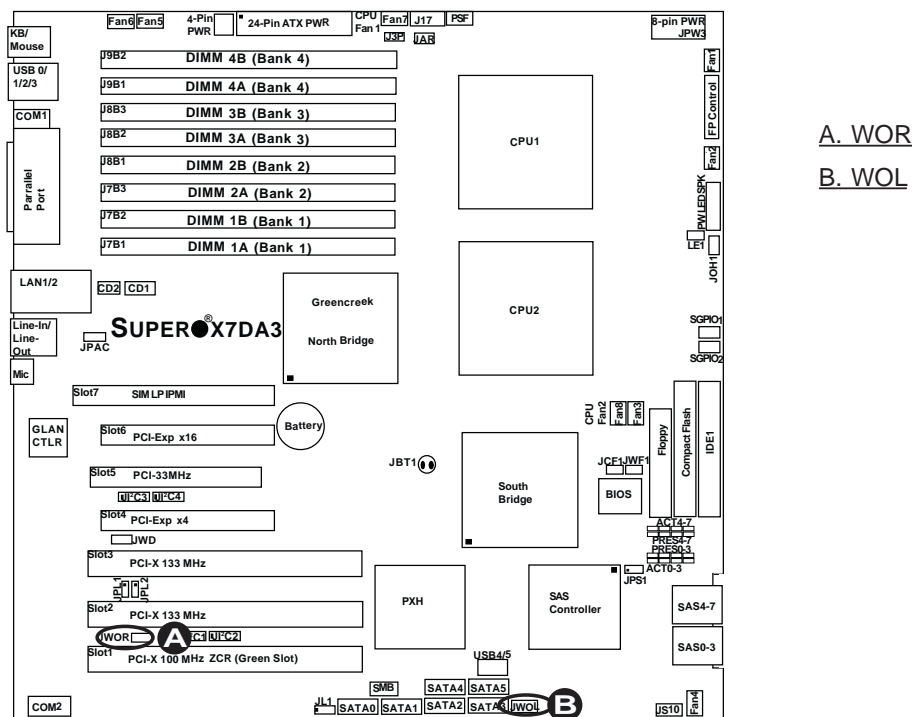 Fan6 Fan5
4-Pin PWR
24-Pin ATX PWR
CPU Fan 1
Fan7
J17
PSF
J3P
JAR
8-pin PWR JPW3
KB/ Mouse
USB 0/ 1/2/3
COM1
Parrallel Port
J9B2 DIMM 4B (Bank 4)
J9B1 DIMM 4A (Bank 4)
J8B3 DIMM 3B (Bank 3)
J8B2 DIMM 3A (Bank 3)
J8B1 DIMM 2B (Bank 2)
J7B3 DIMM 2A (Bank 2)
J7B2 DIMM 1B (Bank 1)
J7B1 DIMM 1A (Bank 1)
CPU1
Fan1
FP Control
Fan2
PWLEDSPK
LE1
JOH1
A. WOR
B. WOL
LAN1/2
CD2
CD1
Greencreek
North Bridge
CPU2
SUPER ® X7DA3
Line-In/ Line- Out
JPAC
Mic
SGPIO1
SGPIO2
Slot7 SIMLP IPMI
GLAN CTLR
Slot6 PCI-Exp x16
Battery
CPU Fan2
Fan8
Fan3
Floppy
Compact Flash
IDE1
JBT1
JCF1
JWF1
South Bridge
BIOS
Slot5 PCI-33MHz
JI²C3 JI²C4
Slot4 PCI-Exp x4
JWD
ACT4-7
PRES4-7
PRES0-3
ACT0-3
JPS1
Slot3 PCI-X 133 MHz
JPL1
JPL2
PXH
SAS Controller
SAS4-7
SAS0-3
Slot2 PCI-X 133 MHz
JWOR
A
C1 JI²C2
Slot1 PCI-X 100 MHz ZCR (Green Slot)
USB4/5
COM2
SMB
JL1
SATA0
SATA1
SATA4
SATA2
SATA5
SATA3
JWOL
B
JS10
Fan4